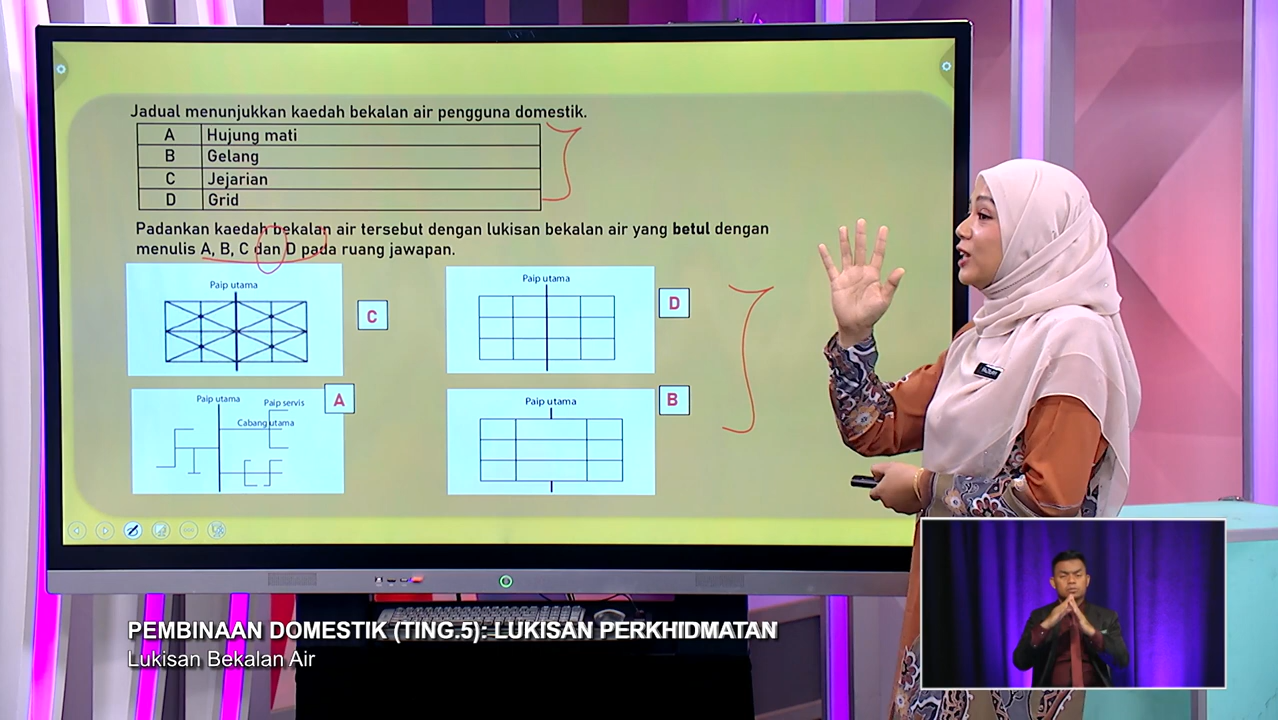 Jadual menunjukkan kaedah bekalan air pengguna domestik.
A Hujung mati
B Gelang
C Jejarian
D Grid
Padankan kaedah bekalan air tersebut dengan lukisan bekalan air yang betul dengan
menulis A, B, C dan D pada ruang jawapan.
Paip utama
C
Paip utama
D
Paip utama
Paip servis
Cabang utama
A
Paip utama
B
PEMBINAAN DOMESTIK (TING.5): LUKISAN PERKHIDMATAN
Lukisan Bekalan Air